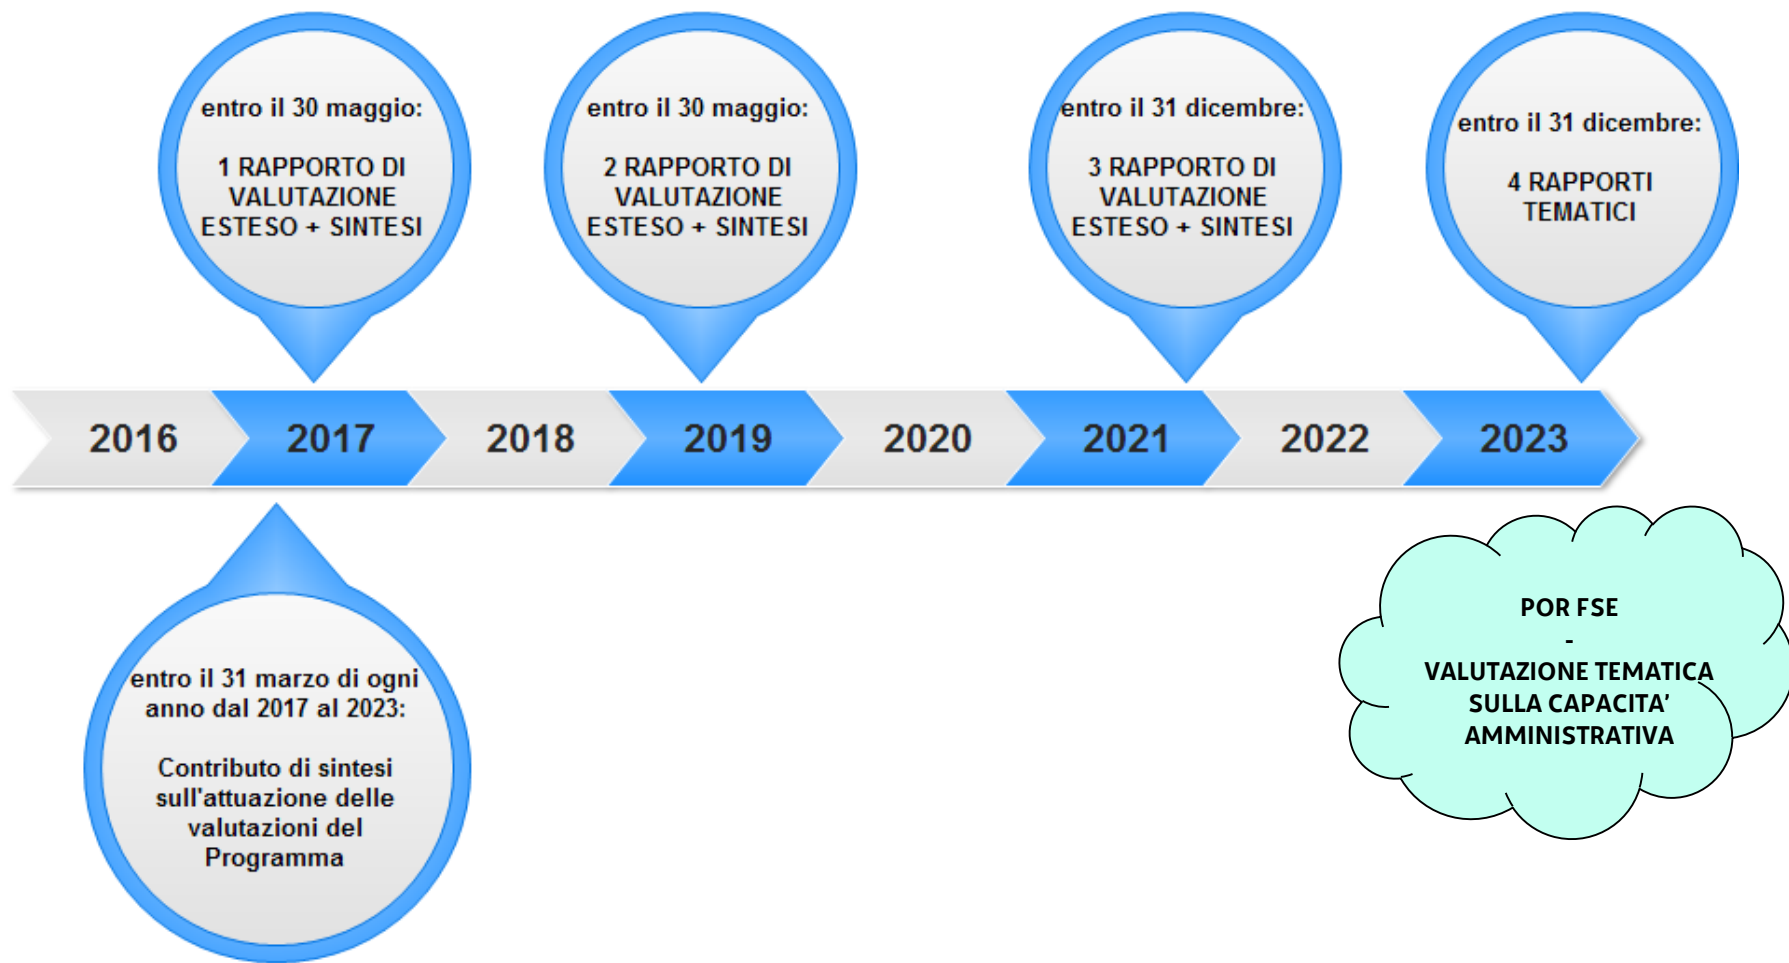 entro il 30 maggio:
1 RAPPORTO DI
VALUTAZIONE
ESTESO + SINTESI
entro il 30 maggio:
2 RAPPORTO DI
VALUTAZIONE
ESTESO + SINTESI
entro il 31 dicembre:
3 RAPPORTO DI
VALUTAZIONE
ESTESO + SINTESI
entro il 31 dicembre:
4 RAPPORTI
TEMATICI
2016
2017
2018
2019
2020
2021
2022
2023
entro il 31 marzo di ogni
anno dal 2017 al 2023:
Contributo di sintesi
sull'attuazione delle
valutazioni del
Programma
POR FSE
-
VALUTAZIONE TEMATICA
SULLA CAPACITA’
AMMINISTRATIVA